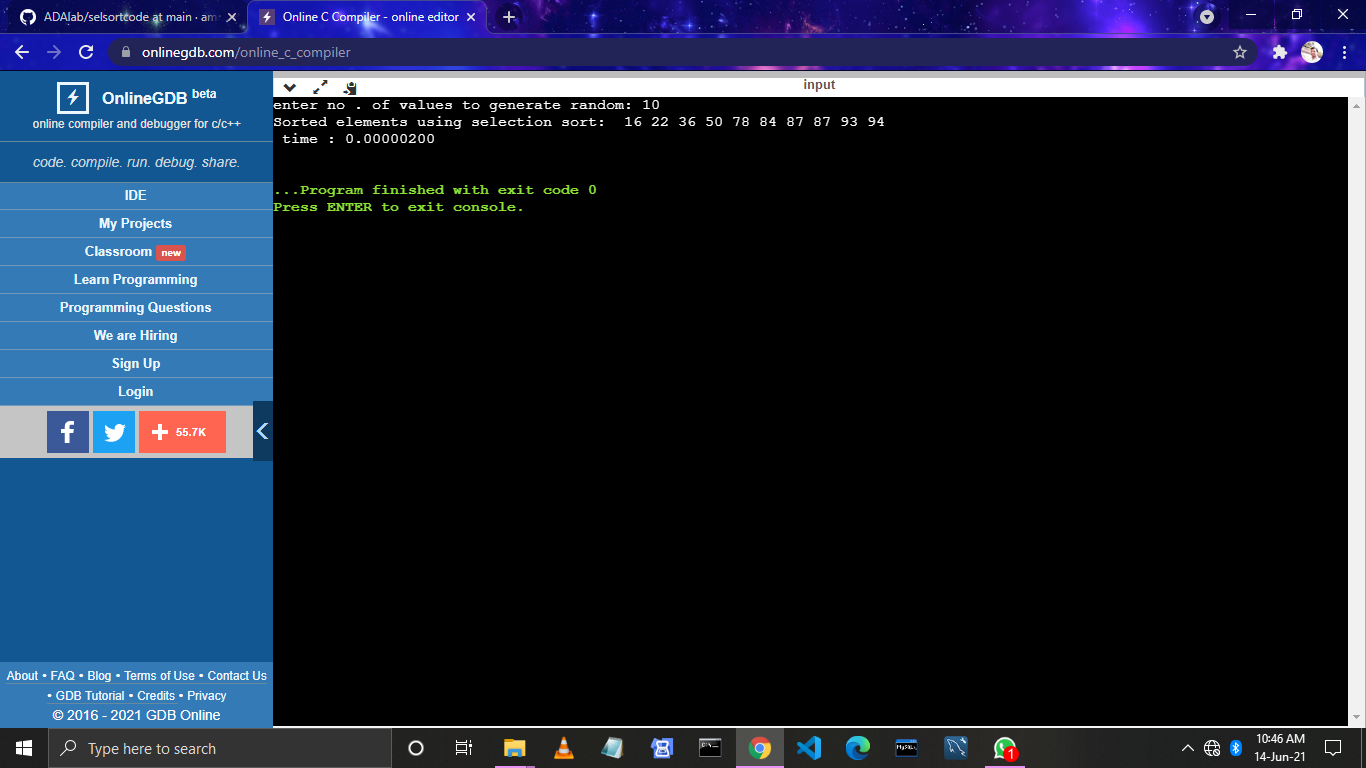 ADAlab/selsortcode at main · am
Online C Compiler - online editor
onlinegdb.com/online_c_compiler
OnlineGDB beta
online compiler and debugger for c/c++
code. compile. run. debug. share.
IDE
My Projects
Classroom new
Learn Programming
Programming Questions
We are Hiring
Sign Up
Login
55.7K
About • FAQ • Blog • Terms of Use • Contact Us
• GDB Tutorial • Credits • Privacy
© 2016 - 2021 GDB Online
input
enter no . of values to generate random: 10
Sorted elements using selection sort:  16 22 36 50 78 84 87 87 93 94
 time : 0.00000200
...Program finished with exit code 0
Press ENTER to exit console.
Type here to search
MySQL
1
10:46 AM
14-Jun-21